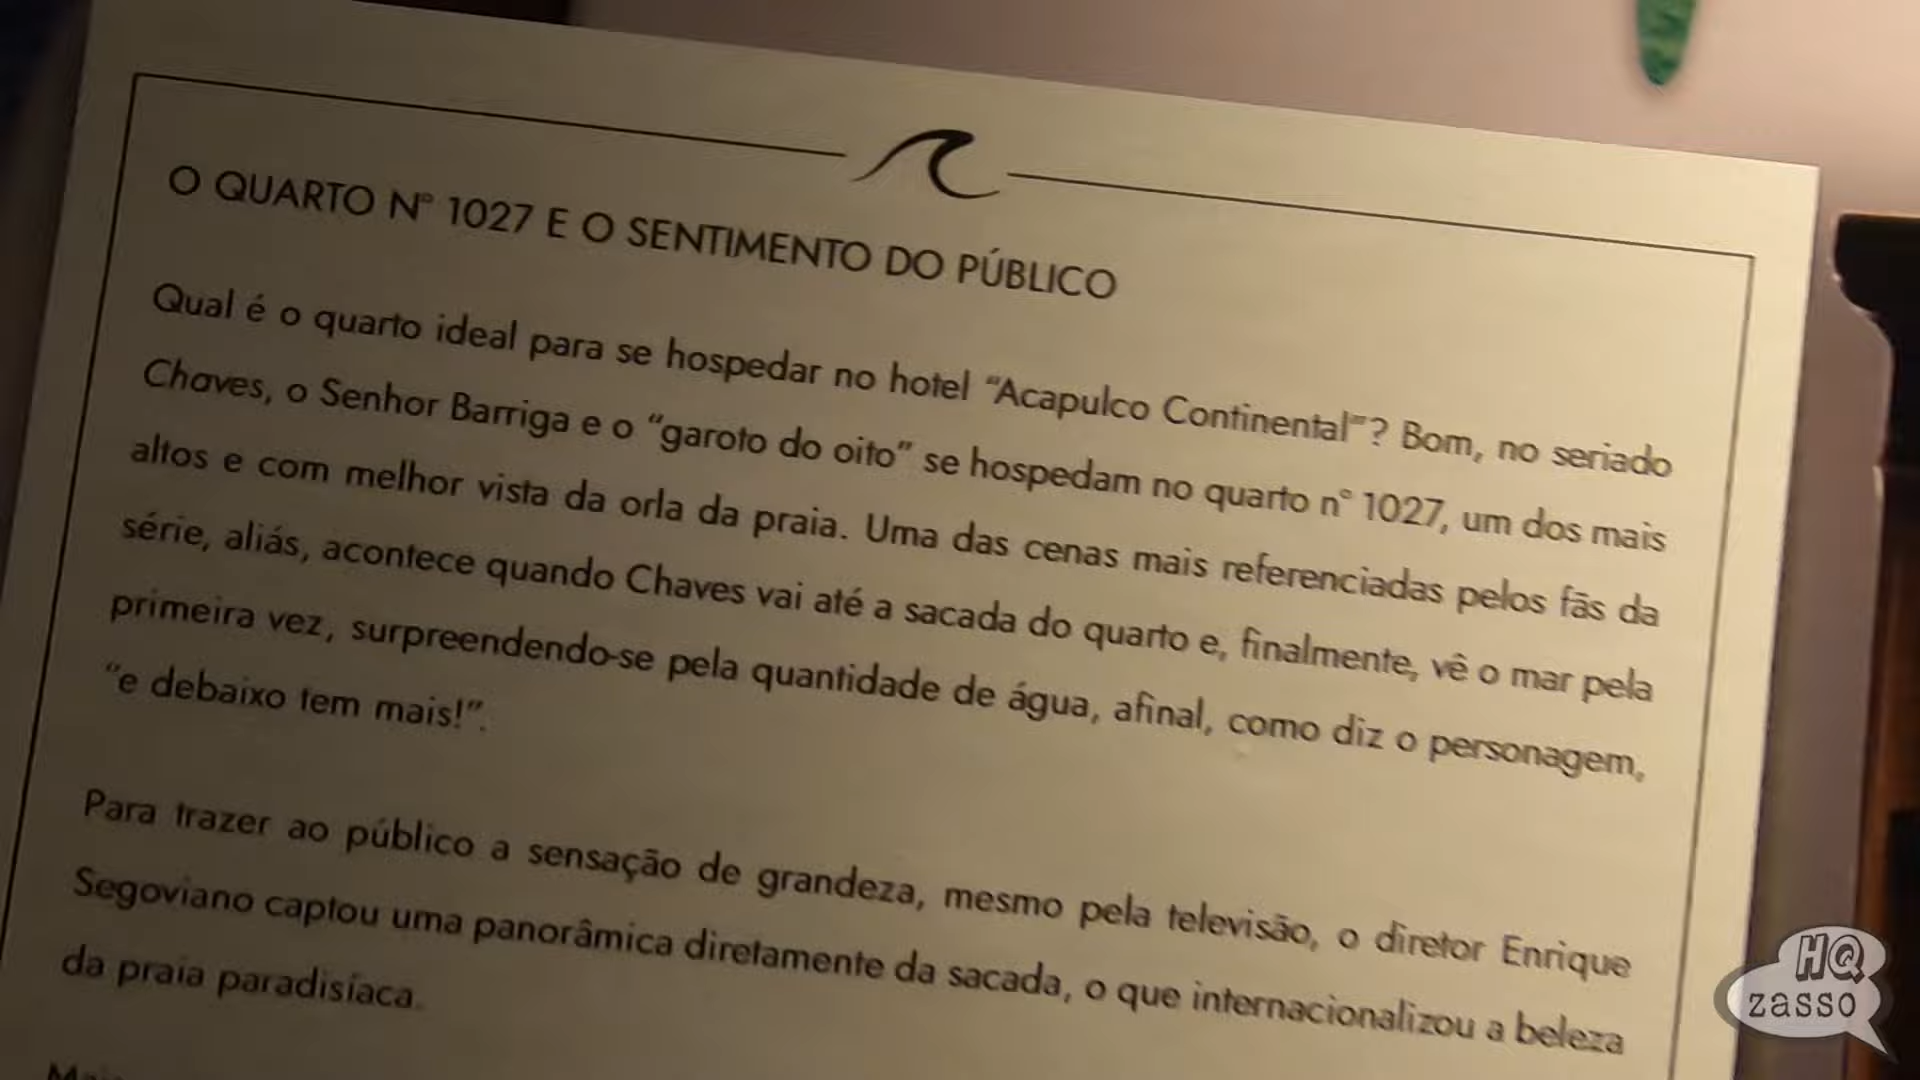 O QUARTO N° 1027 E O SENTIMENTO DO PÚBLICO
Qual é o quarto ideal para se hospedar no hotel “Acapulco Continental”? Bom, no seriado
Chaves, o Senhor Barriga e o “garoto do oito” se hospedam no quarto n° 1027, um dos mais
altos e com melhor vista da orla da praia. Uma das cenas mais referenciadas pelos fãs da
série, aliás, acontece quando Chaves vai até a sacada do quarto e, finalmente, vê o mar pela
primeira vez, surpreendendo-se pela quantidade de água, afinal, como diz o personagem,
“e debaixo tem mais!”.
Para trazer ao público a sensação de grandeza, mesmo pela televisão, o diretor Enrique
Segoviano captou uma panorâmica diretamente da sacada, o que internacionalizou a beleza
da praia paradisíaca.
HQ
zasso